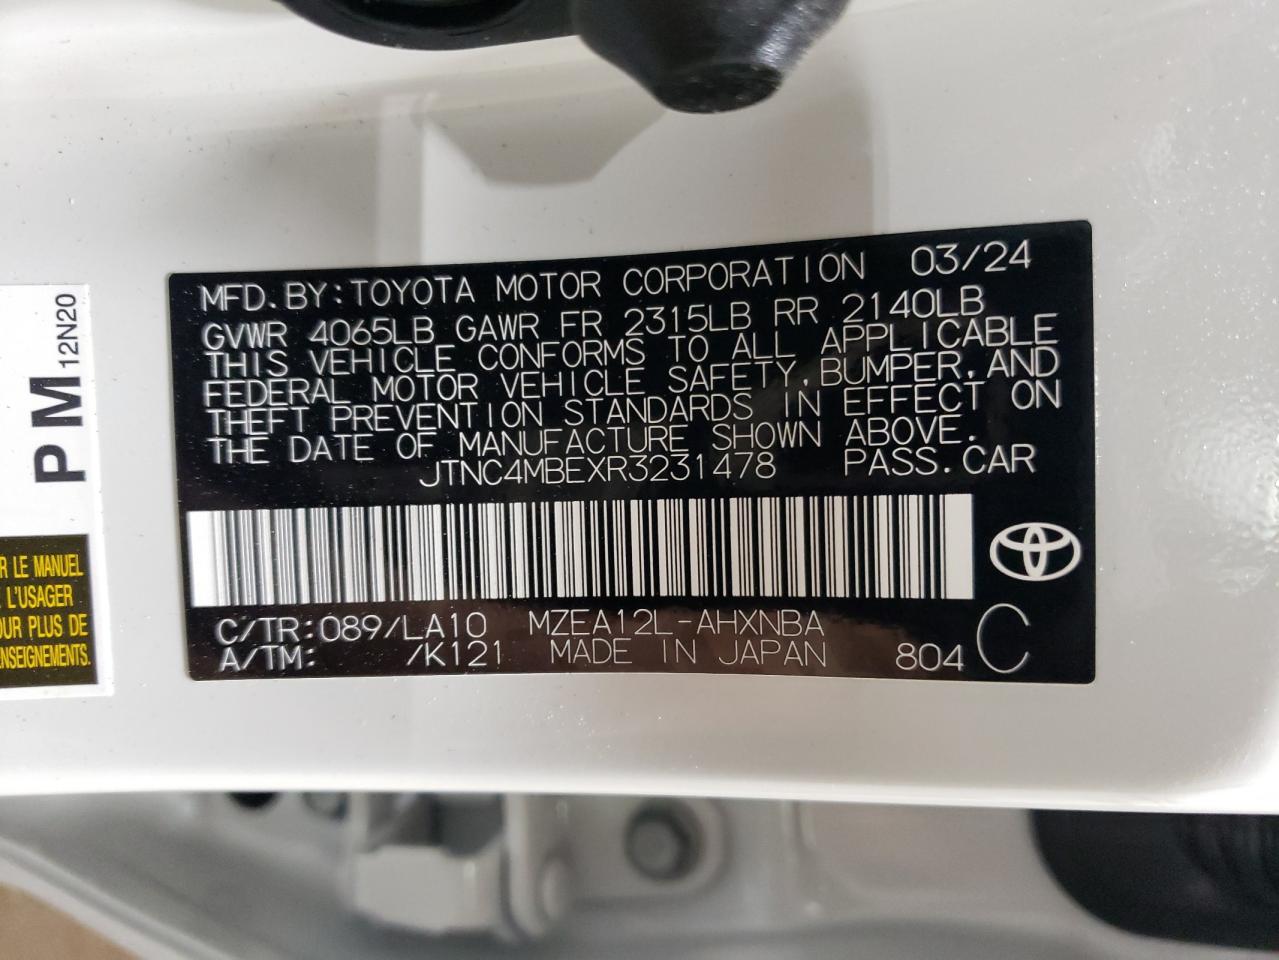 MFD.BY:TOYOTA MOTOR CORPORATION 03/24
GVWR 4065LB GAWR FR 2315LB RR 2140LB
THIS VEHICLE CONFORMS TO ALL APPLICABLE
FEDERAL MOTOR VEHICLE SAFETY,BUMPER,AND
THEFT PREVENTION STANDARDS IN EFFECT ON
THE DATE OF MANUFACTURE SHOWN ABOVE.
JTNC4MBEXR3231478 PASS.CAR
C/TR:089/LA10 MZEA12L-AHXNBA
A/TM: /K121 MADE IN JAPAN 804 C
PM 12N20
R LE MANUEL
L'USAGER
OUR PLUS DE
ENSEIGNEMENTS.